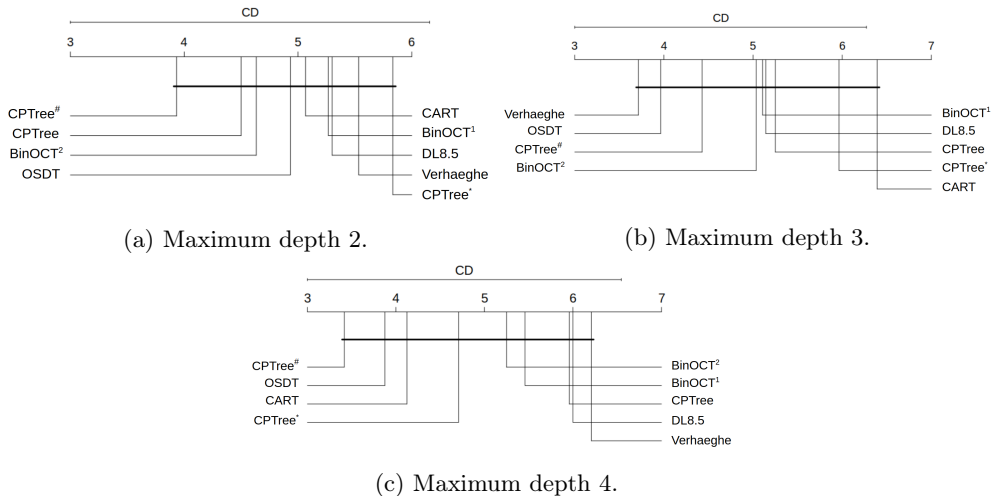 CD
3 4 5 6
CPTree#
CPTree
BinOCT2
OSDT
CART
BinOCT1
DL8.5
Verhaeghe
CPTree*
(a) Maximum depth 2.
CD
3 4 5 6 7
Verhaeghe
OSDT
CPTree#
BinOCT2
BinOCT1
DL8.5
CPTree
CPTree*
CART
(b) Maximum depth 3.
CD
3 4 5 6 7
CPTree#
OSDT
CART
CPTree*
BinOCT2
BinOCT1
CPTree
DL8.5
Verhaeghe
(c) Maximum depth 4.